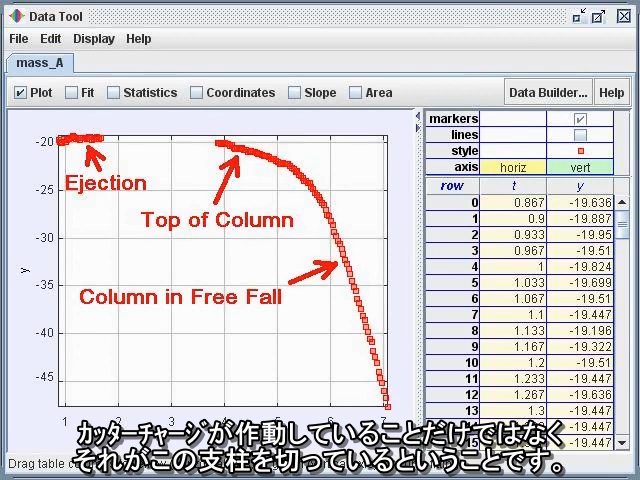 Data Tool
File Edit Display Help
mass_A
Plot Fit Statistics Coordinates Slope Area Data Builder... Help
markers
lines
style
axis horiz vert
row t y
0 0.867 -19.636
1 0.9 -19.887
2 0.933 -19.95
3 0.967 -19.51
4 1 -19.824
5 1.033 -19.699
6 1.067 -19.51
7 1.1 -19.447
8 1.133 -19.196
9 1.167 -19.322
10 1.2 -19.51
11 1.233 -19.447
12 1.267 -19.636
13 1.3 -19.447
-19.447
-20
-25
-30
-35
-40
-45
y
1 2 3 4 5 6 7
Ejection
Top of Column
Column in Free Fall
カッターチャージが作動していることだけではなく
それがこの支柱を切っているということです。
Drag table co